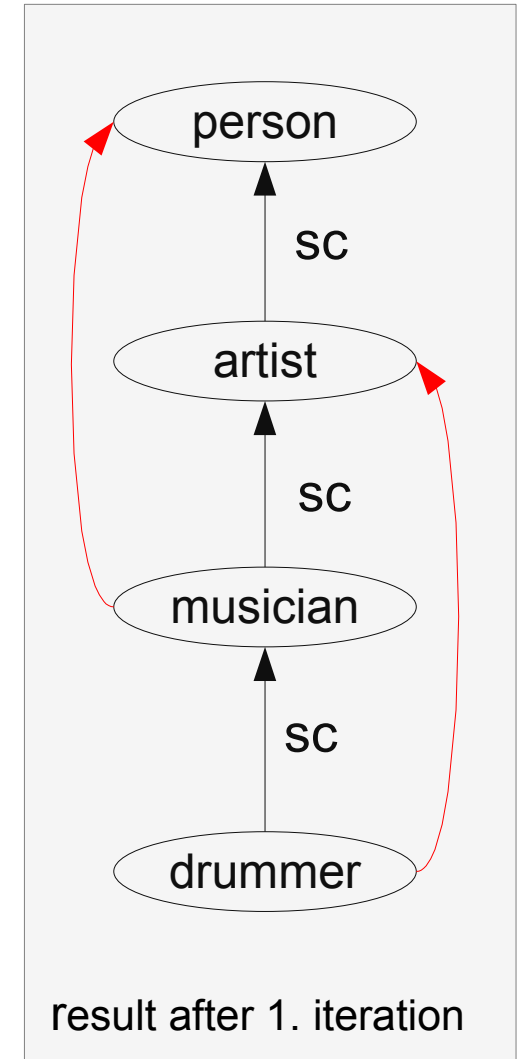 person
sc
artist
sc
musician
sc
drummer
result after 1. iteration